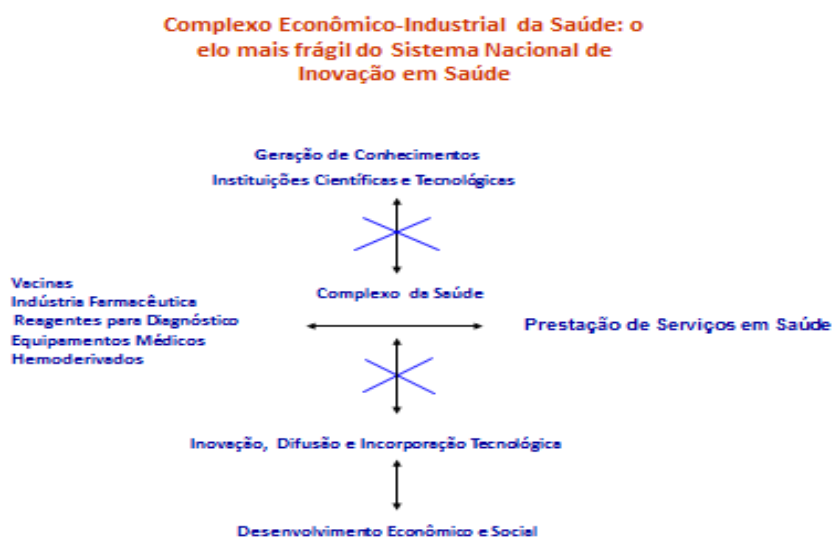 Complexo Econômico-Industrial da Saúde: o
elo mais frágil do Sistema Nacional de
Inovação em Saúde
Geração de Conhecimentos
Instituições Científicas e Tecnológicas
Vacinas
Indústria Farmacêutica
Reagentes para Diagnóstico
Equipamentos Médicos
Hemoderivados
Complexo da Saúde
Prestação de Serviços em Saúde
Inovação, Difusão e Incorporação Tecnológica
Desenvolvimento Econômico e Social